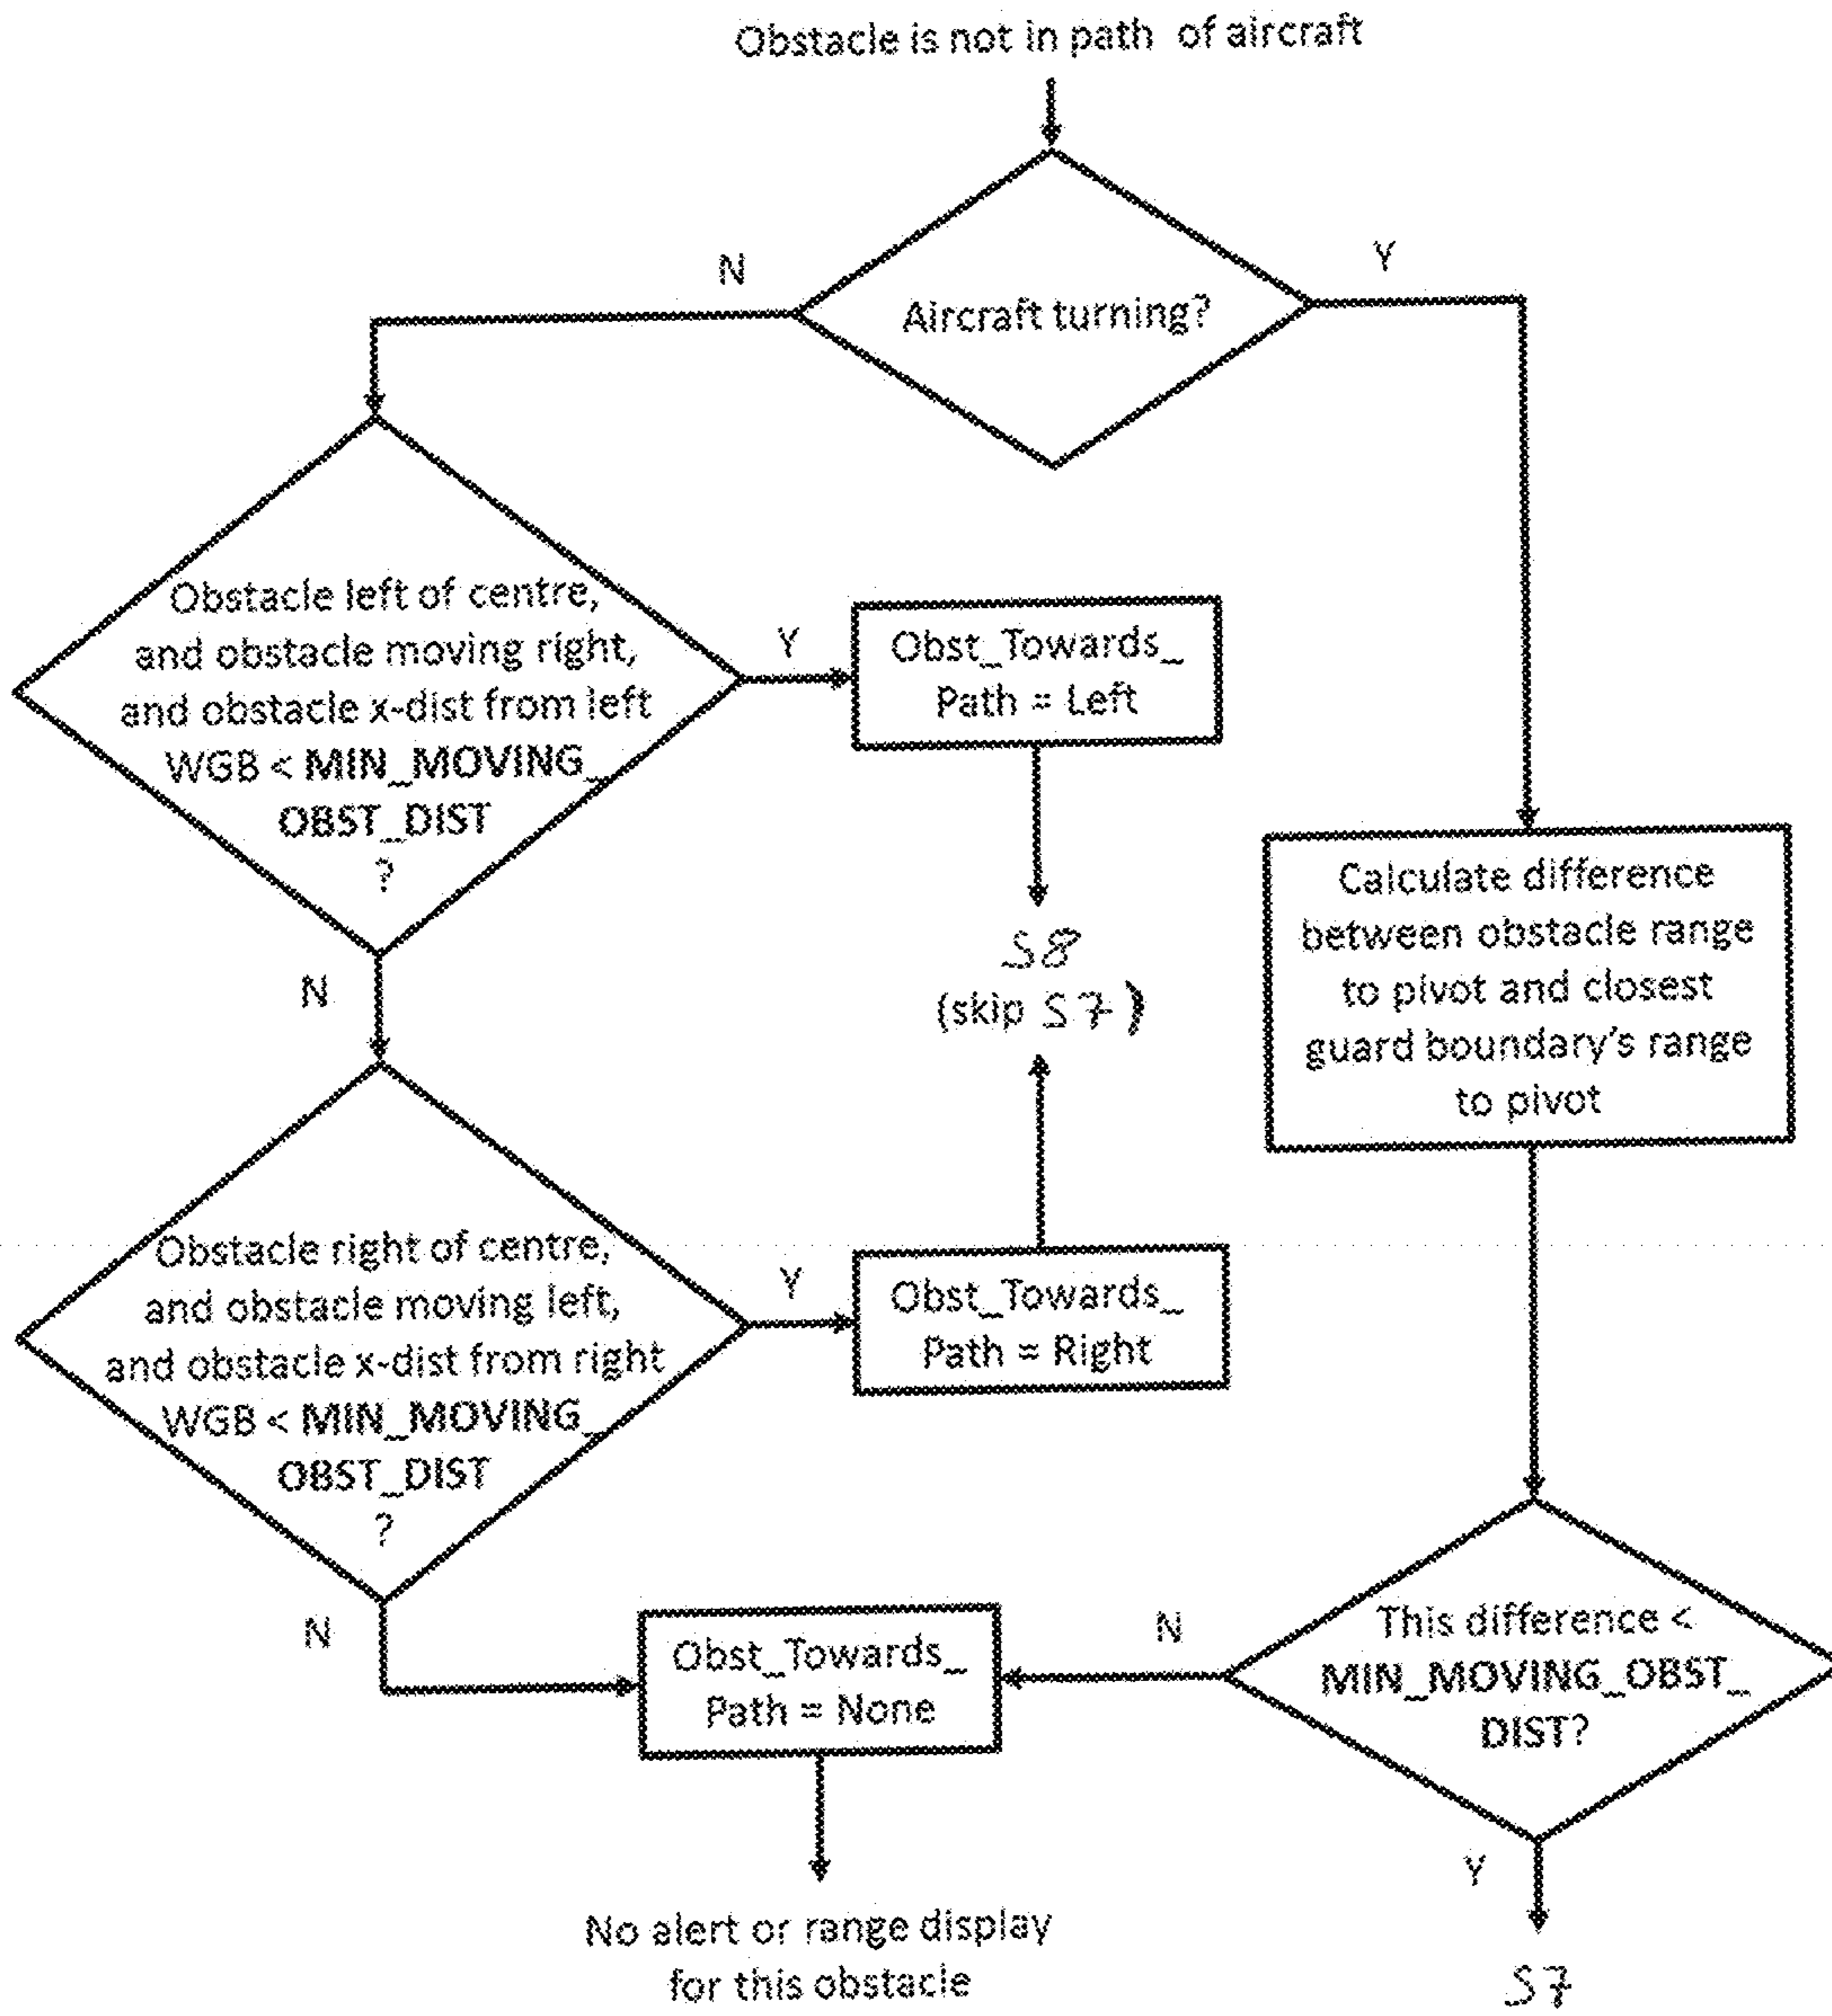 Obstacle is not in path of aircraft
N
Y
Aircraft turning?
Obstacle left of centre,
and obstacle moving right,
and obstacle x-dist from left
WGB < MIN_MOVING_
OBST_DIST
?
Y
Obst_Towards_
Path = Left
S8
(skip S7)
N
Calculate difference
between obstacle range
to pivot and closest
guard boundary's range
to pivot
Obstacle right of centre,
and obstacle moving left,
and obstacle x-dist from right
WGB < MIN_MOVING_
OBST_DIST
?
Y
Obst_Towards_
Path = Right
N
Obst_Towards_
Path = None
N
This difference <
MIN_MOVING_OBST_
DIST?
Y
No alert or range display
for this obstacle
S7